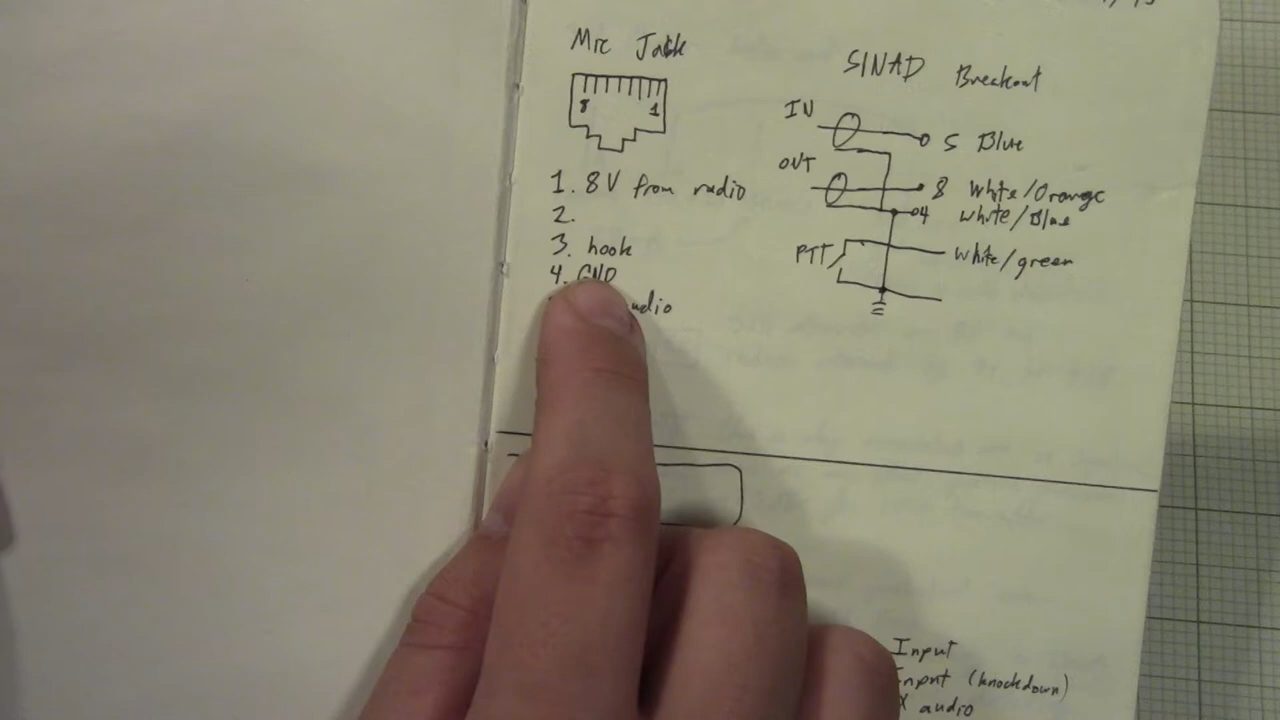 Mic Jack
8 1
1. 8V from radio
2.
3. hook
4. GND
SINAD Breakout
IN
5 Blue
OUT
8 White/Orange
4 White/Blue
PTT
White/green
Input
Input (knockdown)
audio